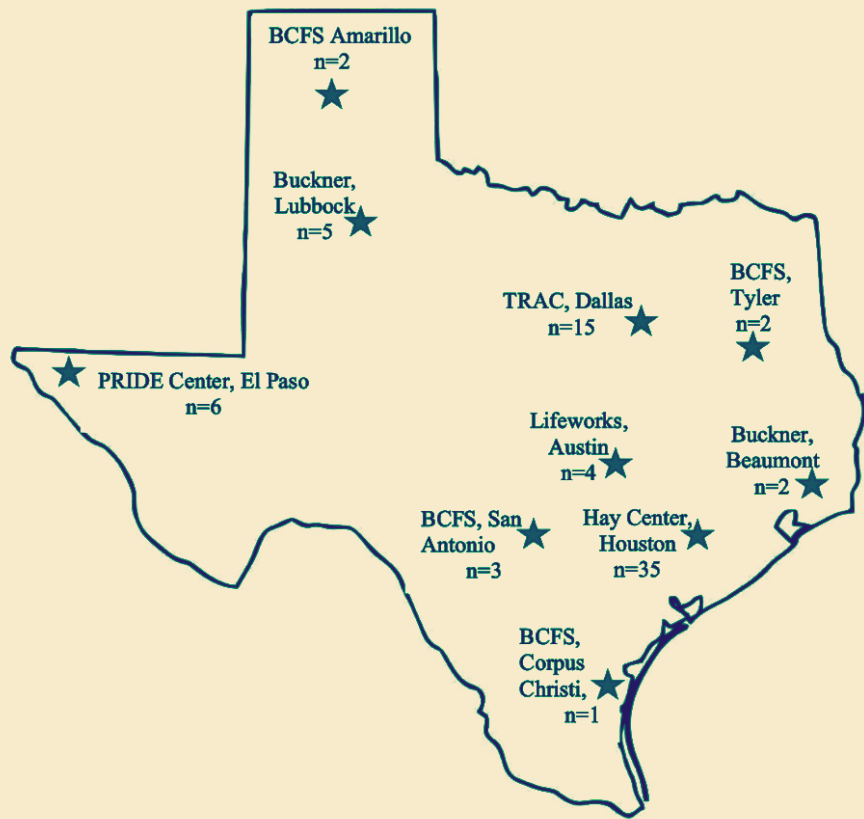 BCFS Amarillo
n=2
Buckner,
Lubbock
n=5
TRAC, Dallas
n=15
BCFS,
Tyler
n=2
PRIDE Center, El Paso
n=6
Lifeworks,
Austin
n=4
Buckner,
Beaumont
n=2
BCFS, San
Antonio
n=3
Hay Center,
Houston
n=35
BCFS,
Corpus
Christi,
n=1